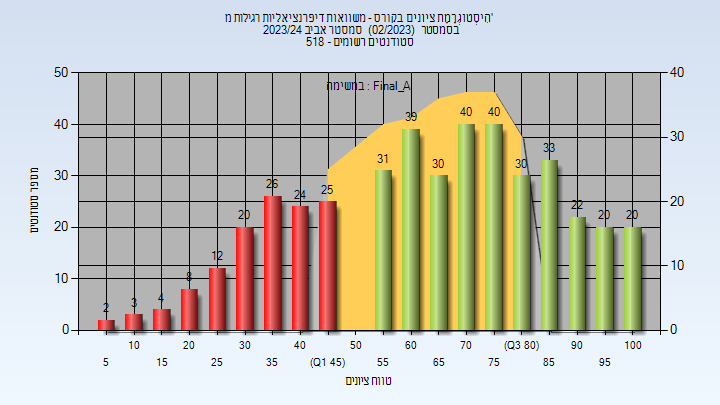 הִיסְטוֹגְרָמַת ציונים בקורס - משוואות דיפרנציאליות רגילות מ'
בסמסטר (02/2023) סמסטר אביב 2023/24
סטודנטים רשומים - 518
במשימה : Final_A
50 40 30 20 10 0
מספר סטודנטים
40 30 20 10 0
2 3 4 8 12 20 26 24 25 31 39 30 40 40 30 33 22 20 20
10 20 30 40 50 60 70 (Q3 80) 90 100
5 15 25 35 (Q1 45) 55 65 75 85 95
טווח ציונים